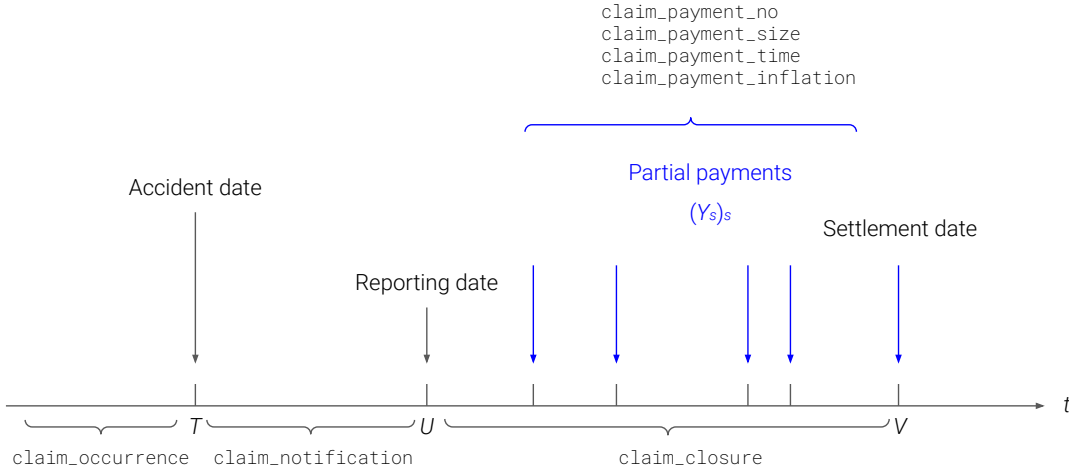 claim_payment_no
claim_payment_size
claim_payment_time
claim_payment_inflation
Partial payments
(Ys)s
Accident date
Settlement date
Reporting date
t
T
U
V
claim_occurrence
claim_notification
claim_closure